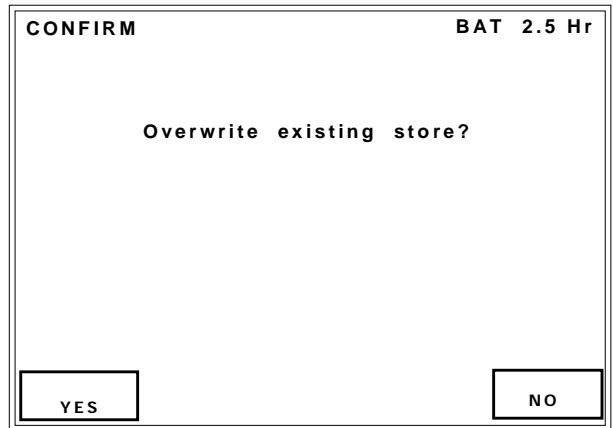 CONFIRM BAT 2.5 Hr
Overwrite existing store?
YES NO